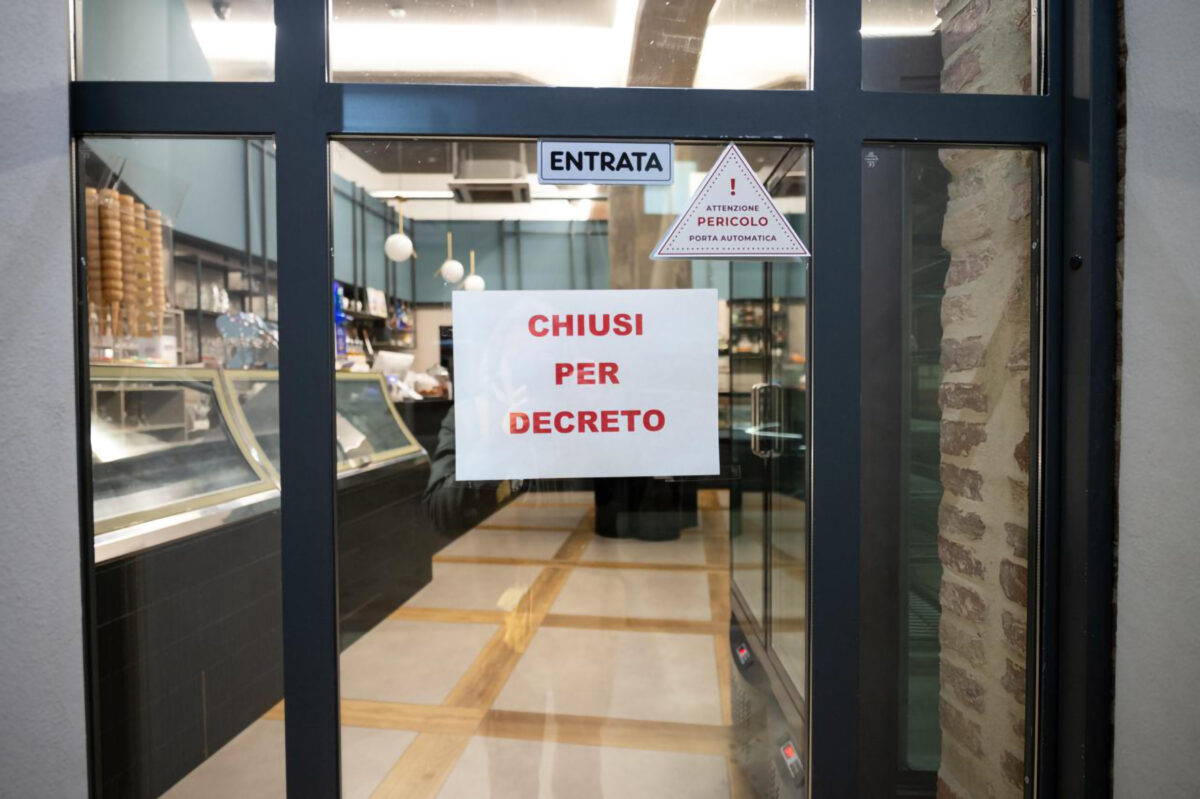 ENTRATA
!
ATTENZIONE
PERICOLO
PORTA AUTOMATICA
CHIUSI
PER
DECRETO